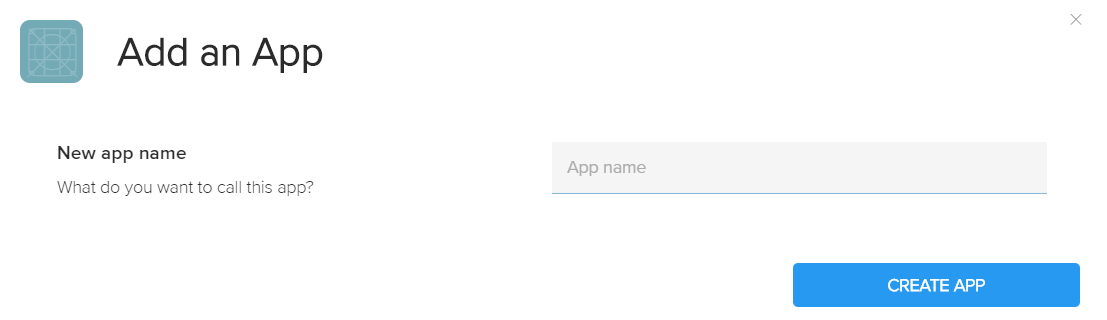 Add an App
New app name
What do you want to call this app?
App name
CREATE APP